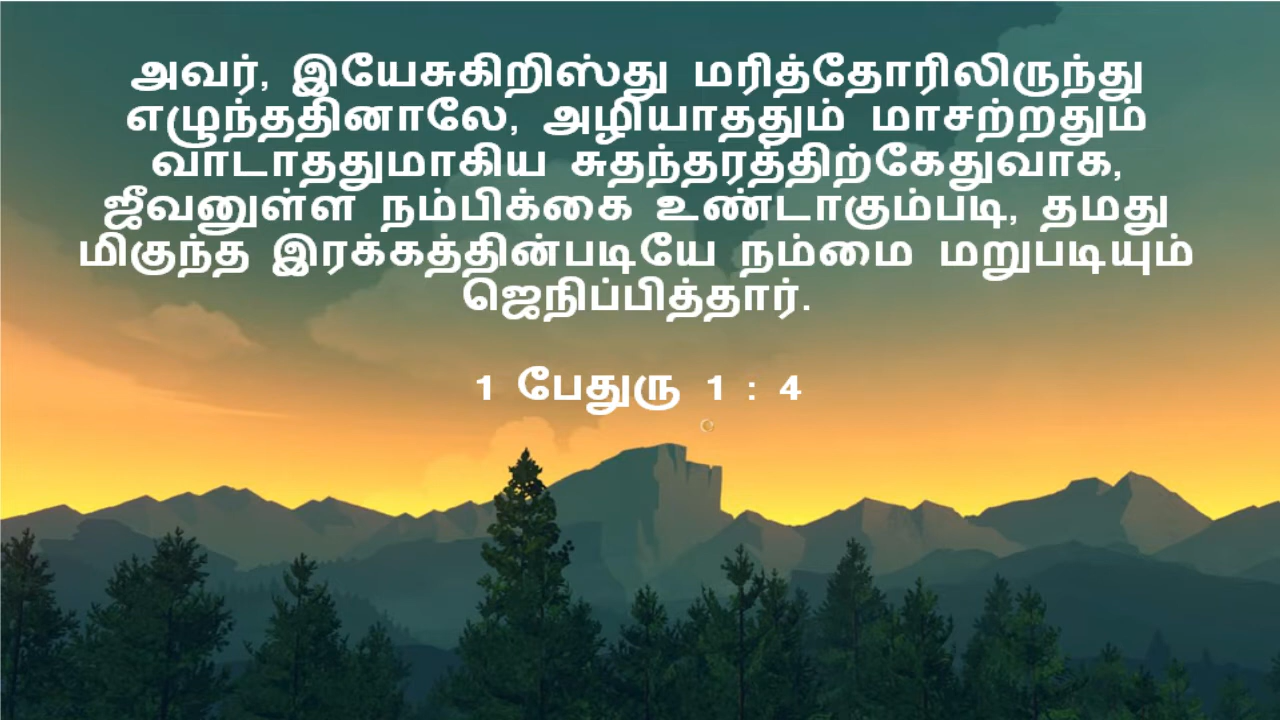 அவர், இயேசுகிறிஸ்து மரித்தோரிலிருந்து
எழுந்ததினாலே, அழியாததும் மாசற்றதும்
வாடாததுமாகிய சுதந்தரத்திற்கேதுவாக,
ஜீவனுள்ள நம்பிக்கை உண்டாகும்படி, தமது
மிகுந்த இரக்கத்தின்படியே நம்மை மறுபடியும்
ஜெநிப்பித்தார்.
1 பேதுரு 1 : 4